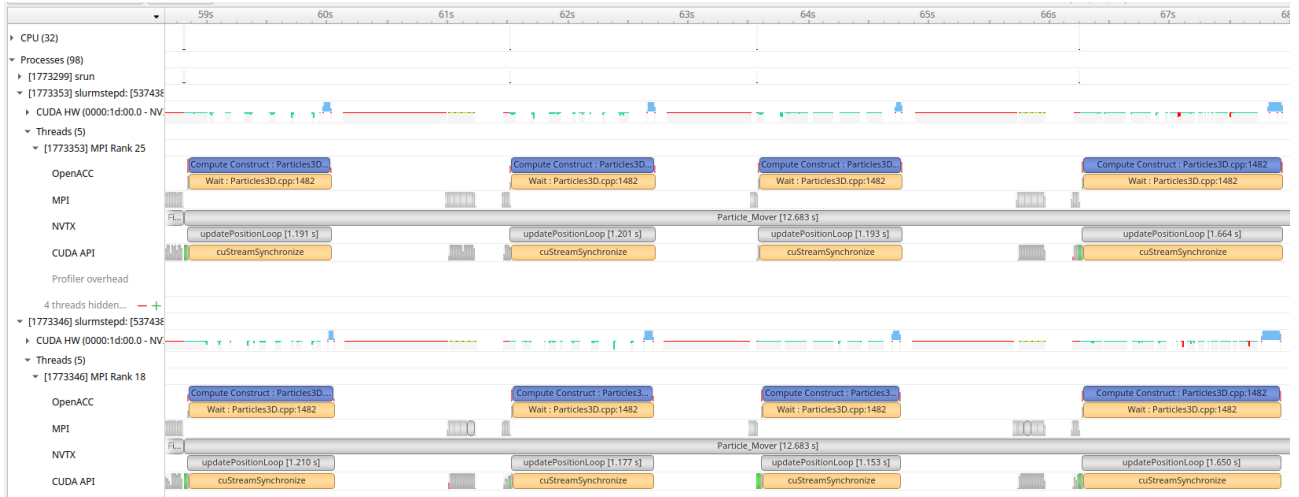 59s 60s 61s 62s 63s 64s 65s 66s 67s 68
CPU (32)
Processes (98)
[1773299] srun
[1773353] slurmstepd: [537438
CUDA HW (0000:1d:00.0 - NV
Threads (5)
[1773353] MPI Rank 25
OpenACC
Compute Construct : Particles3D... Compute Construct : Particles3D... Compute Construct : Particles3D... Compute Construct : Particles3D.cpp:1482
Wait : Particles3D.cpp:1482 Wait : Particles3D.cpp:1482 Wait : Particles3D.cpp:1482 Wait : Particles3D.cpp:1482
MPI
NVTX
Fi... Particle_Mover [12.683 s]
updatePositionLoop [1.191 s] updatePositionLoop [1.201 s] updatePositionLoop [1.193 s] updatePositionLoop [1.664 s]
CUDA API cuStreamSynchronize cuStreamSynchronize cuStreamSynchronize cuStreamSynchronize
Profiler overhead
4 threads hidden... — +
[1773346] slurmstepd: [537438
CUDA HW (0000:1d:00.0 - NV
Threads (5)
[1773346] MPI Rank 18
OpenACC
Compute Construct : Particles3D... Compute Construct : Particles3... Compute Construct : Particles3... Compute Construct : Particles3D.cpp:1482
Wait : Particles3D.cpp:1482 Wait : Particles3D.cpp:1482 Wait : Particles3D.cpp:1482 Wait : Particles3D.cpp:1482
MPI
NVTX
Fi... Particle_Mover [12.683 s]
updatePositionLoop [1.210 s] updatePositionLoop [1.177 s] updatePositionLoop [1.153 s] updatePositionLoop [1.650 s]
CUDA API cuStreamSynchronize cuStreamSynchronize cuStreamSynchronize cuStreamSynchronize